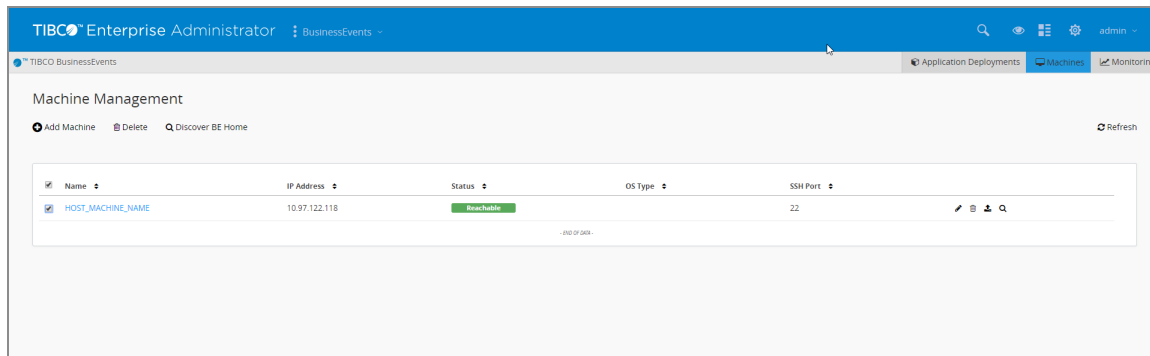 TIBCO™ Enterprise Administrator BusinessEvents admin
™ TIBCO BusinessEvents Application Deployments Machines Monitorin
Machine Management
Add Machine Delete Discover BE Home Refresh
Name IP Address Status OS Type SSH Port
HOST_MACHINE_NAME 10.97.122.118 Reachable 22
- END OF DATA -